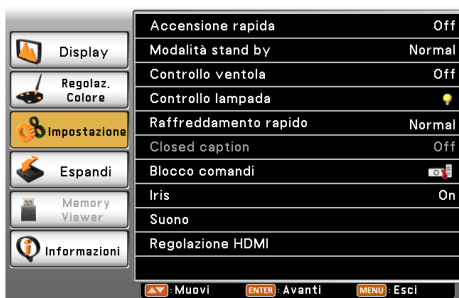 Display
Regolaz.
Colore
Impostazione
Espandi
Memory
Viewer
Informazioni
Accensione rapida Off
Modalità stand by Normal
Controllo ventola Off
Controllo lampada
Raffreddamento rapido Normal
Closed caption Off
Blocco comandi
Iris On
Suono
Regolazione HDMI
:Muovi ENTER :Avanti MENU :Esci